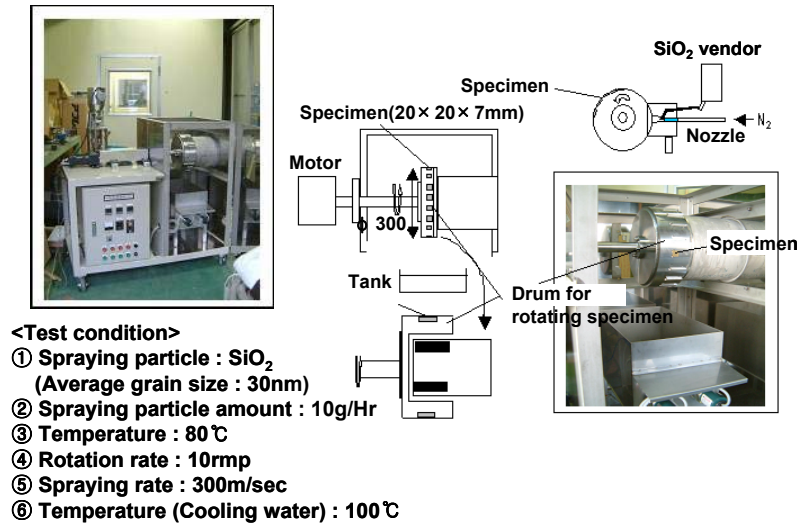 SiO2 vendor
Specimen
Specimen(20×20×7mm)
N2
Nozzle
Motor
300
Specimen
Tank
Drum for
rotating specimen
<Test condition>
① Spraying particle : SiO2
(Average grain size : 30nm)
② Spraying particle amount : 10g/Hr
③ Temperature : 80℃
④ Rotation rate : 10rmp
⑤ Spraying rate : 300m/sec
⑥ Temperature (Cooling water) : 100℃